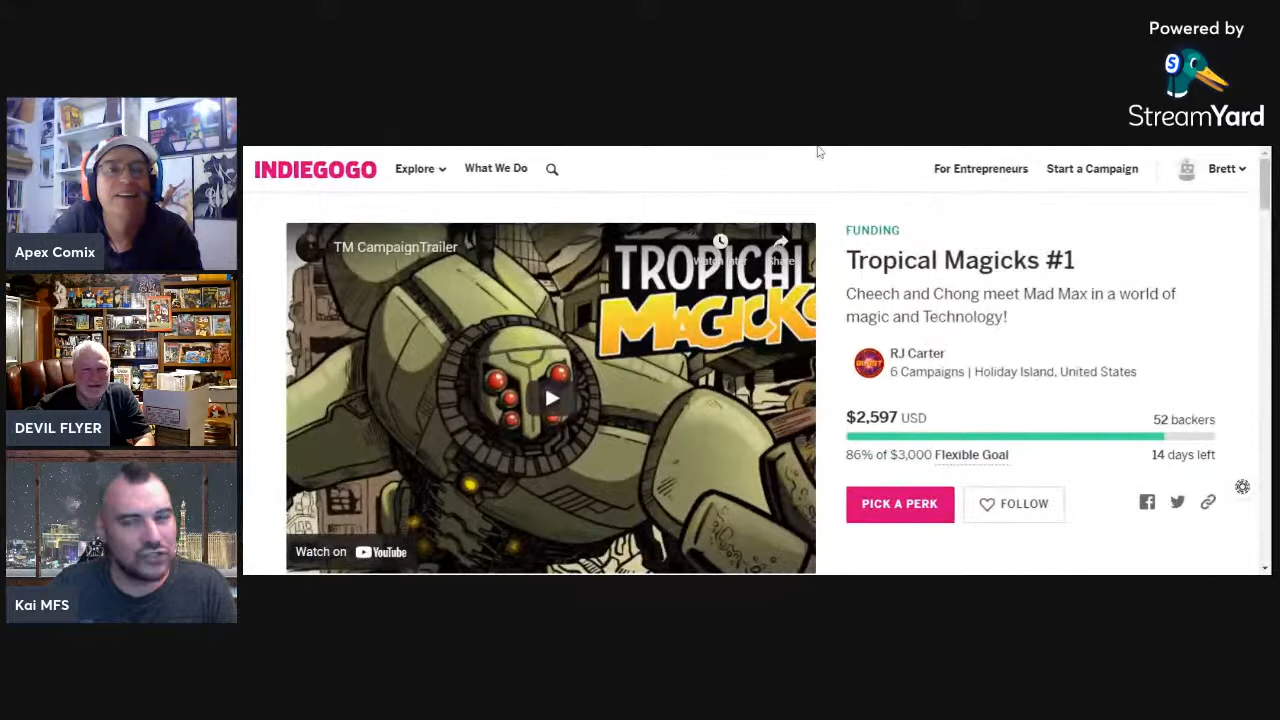 Powered by
S
StreamYard
INDIEGOGO
Explore
What We Do
For Entrepreneurs
Start a Campaign
Brett
TM CampaignTrailer
Watch later
Share
TROPICAL
MAGICKS
Watch on YouTube
FUNDING
Tropical Magicks #1
Cheech and Chong meet Mad Max in a world of
magic and Technology!
RJ Carter
6 Campaigns | Holiday Island, United States
$2,597 USD
52 backers
86% of $3,000 Flexible Goal
14 days left
PICK A PERK
FOLLOW
Apex Comix
DEVIL FLYER
Kai MFS